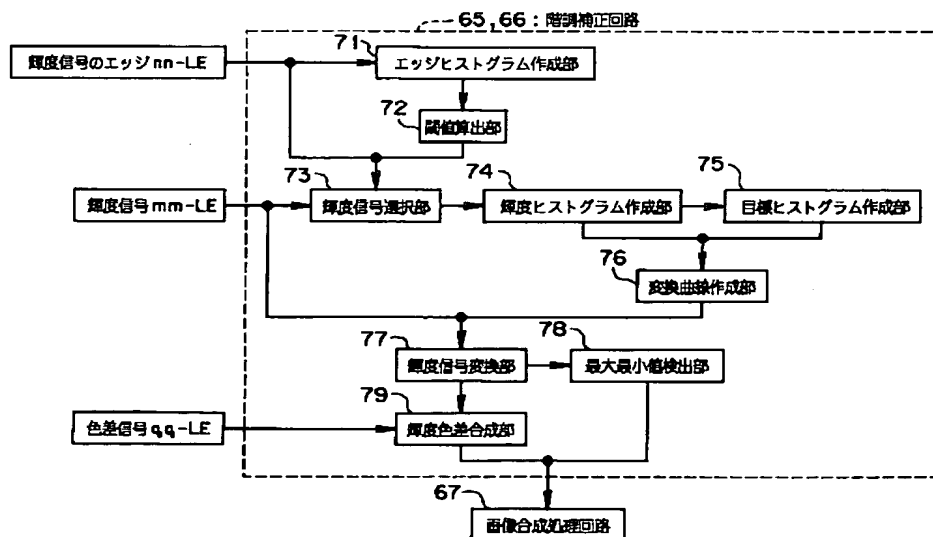 65,66:階調補正回路
輝度信号のエッジnn-LE
71
エッジヒストグラム作成部
72
閾値算出部
73
輝度信号選択部
74
輝度ヒストグラム作成部
75
目標ヒストグラム作成部
輝度信号mm-LE
76
変換曲線作成部
77
輝度信号変換部
78
最大最小値検出部
79
輝度色差合成部
色差信号qq-LE
67
画像合成処理回路